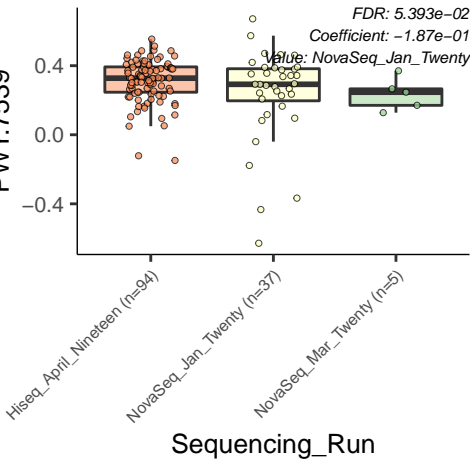 FDR: 5.393e−02
Coefficient: −1.87e−01
Value: NovaSeq_Jan_Twenty
0.4
0.0
−0.4
Hiseq_April_Nineteen (n=94)
NovaSeq_Jan_Twenty (n=37)
NovaSeq_Mar_Twenty (n=5)
Sequencing_Run